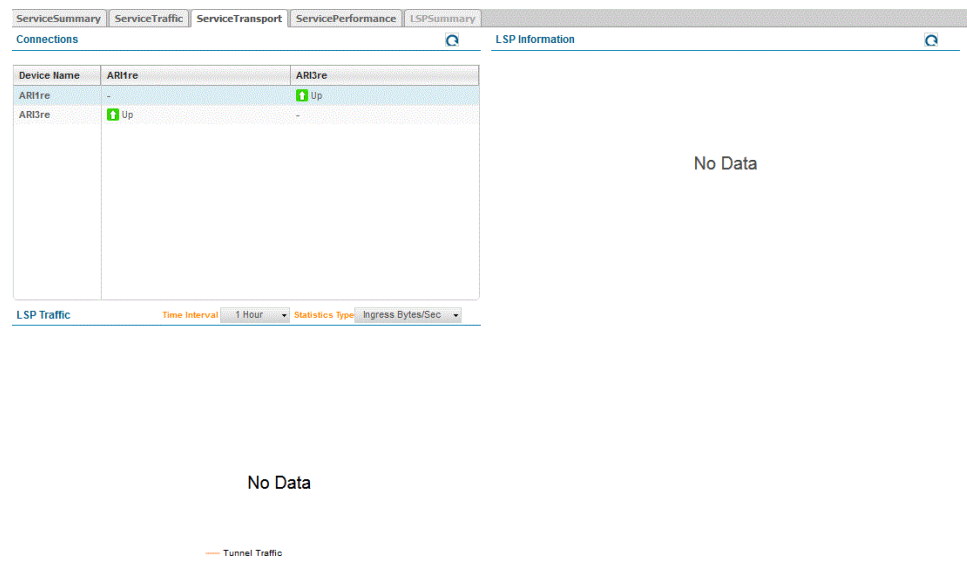 ServiceSummary ServiceTraffic ServiceTransport ServicePerformance LSPSummary
Connections
LSP Information
Device Name ARI1re ARI3re
ARI1re - Up
ARI3re Up -
No Data
LSP Traffic Time Interval 1 Hour Statistics Type Ingress Bytes/Sec
No Data
Tunnel Traffic